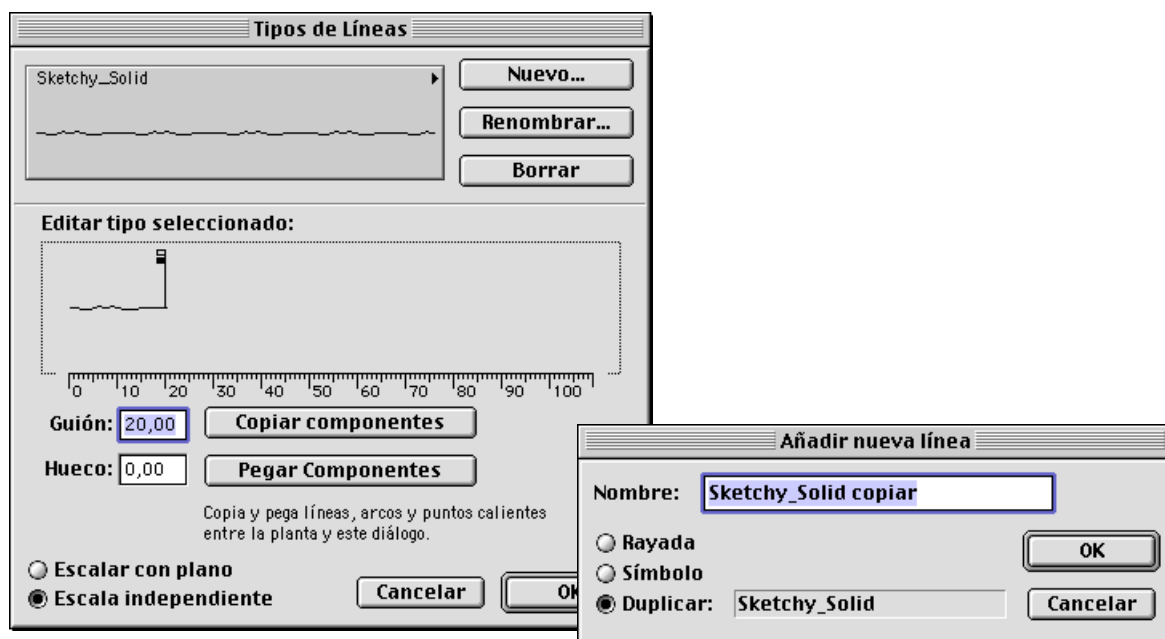 Tipos de Líneas
Sketchy_Solid
Nuevo...
Renombrar...
Borrar
Editar tipo seleccionado:
0 10 20 30 40 50 60 70 80 90 100
Guión: 20,00 Copiar componentes
Hueco: 0,00 Pegar Componentes
Copia y pega líneas, arcos y puntos calientes
entre la planta y este diálogo.
Escalar con plano
Escala independiente
Cancelar
OK
Añadir nueva línea
Nombre: Sketchy_Solid copiar
Rayada
Símbolo
Duplicar: Sketchy_Solid
OK
Cancelar